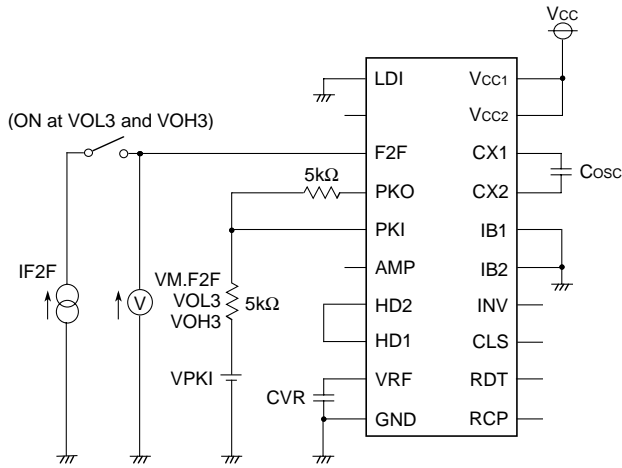 VCC
LDI VCC1
(ON at VOL3 and VOH3) VCC2
F2F CX1
5kΩ COSC
PKO CX2
PKI IB1
IF2F VM.F2F AMP IB2
VOL3 5kΩ
VOH3 HD2 INV
V
HD1 CLS
VPKI CVR VRF RDT
GND RCP